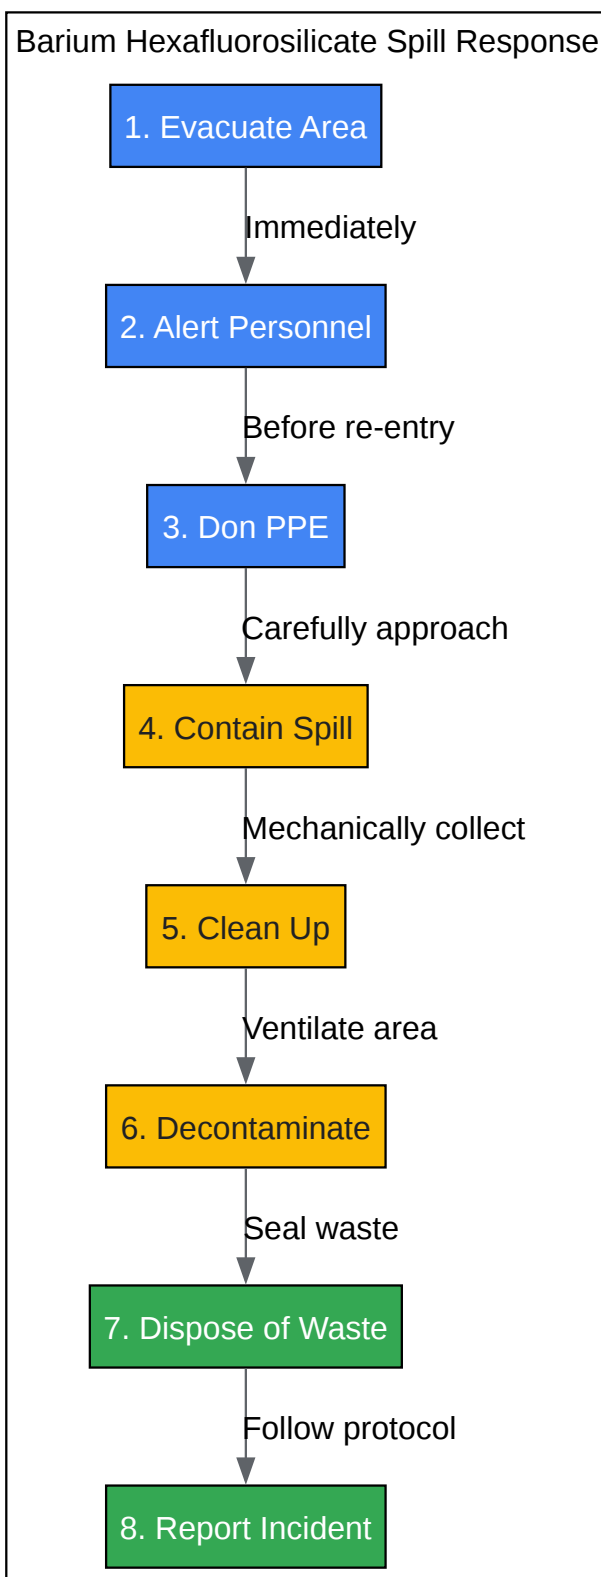 Barium Hexafluorosilicate Spill Response
1. Evacuate Area
Immediately
2. Alert Personnel
Before re-entry
3. Don PPE
Carefully approach
4. Contain Spill
Mechanically collect
5. Clean Up
Ventilate area
6. Decontaminate
Seal waste
7. Dispose of Waste
Follow protocol
8. Report Incident